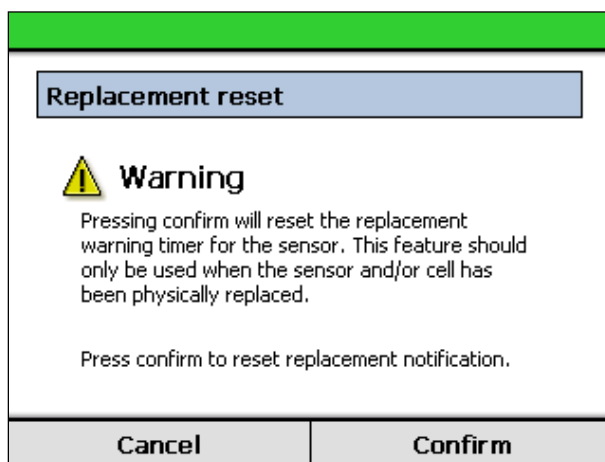 Replacement reset
Warning
Pressing confirm will reset the replacement
warning timer for the sensor. This feature should
only be used when the sensor and/or cell has
been physically replaced.
Press confirm to reset replacement notification.
Cancel Confirm